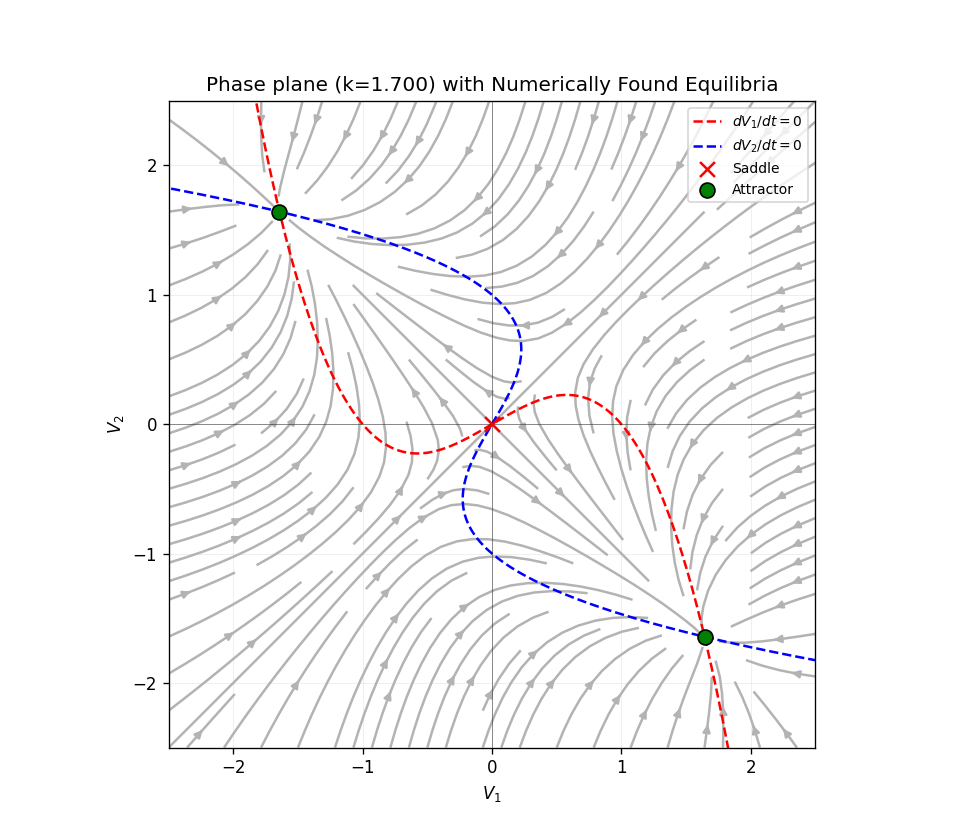 Phase plane (k=1.700) with Numerically Found Equilibria
dV₁/dt = 0
dV₂/dt = 0
Saddle
Attractor
V₂
2
1
0
−1
−2
−2 −1 0 1 2
V₁